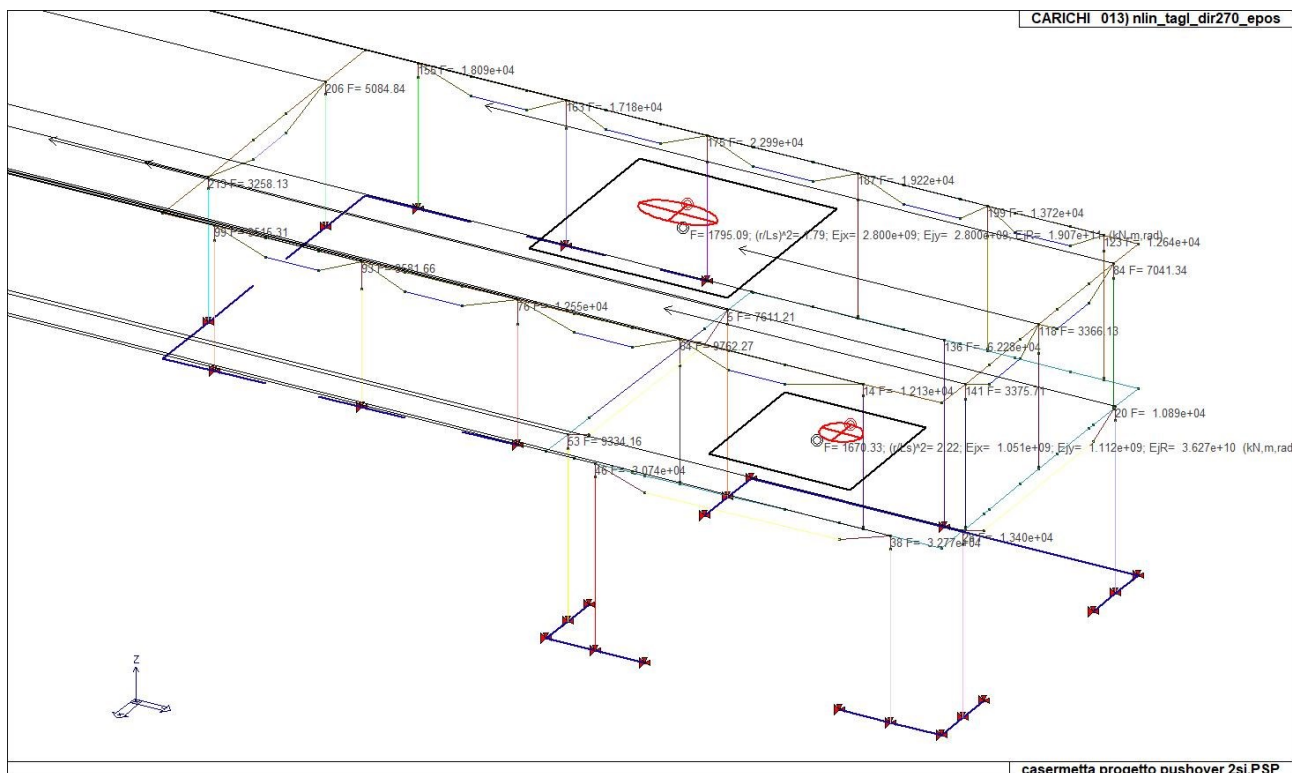 CARICHI 013) nlin_tagl_dir270_epos
155 F= 1.809e+04
206 F= 5084.84
163 F= 1.718e+04
175 F= 2.299e+04
187 F= 1.922e+04
213 F= 3258.13
199 F= 1.372e+04
F= 1795.09; (r/Ls)^2= 1.79; Ejx= 2.800e+09; Ejy= 2.800e+09; EjR= 1.907e+11 (kN,m,rad)
123 F= 1.264e+04
84 F= 7041.34
93 F= 9581.66
76 F= 1.255e+04
5 F= 7611.21
116 F= 3366.13
64 F= 9762.27
136 F= 6.228e+04
14 F= 1.213e+04
141 F= 3375.71
20 F= 1.089e+04
53 F= 9334.16
F= 1670.33; (r/Ls)^2= 2.22; Ejx= 1.051e+09; Ejy= 1.112e+09; EjR= 3.627e+10 (kN,m,rad
46 F= 2.074e+04
38 F= 3.277e+04
F= 1.340e+04
Z
casermetta progetto pushover 2si.PSP